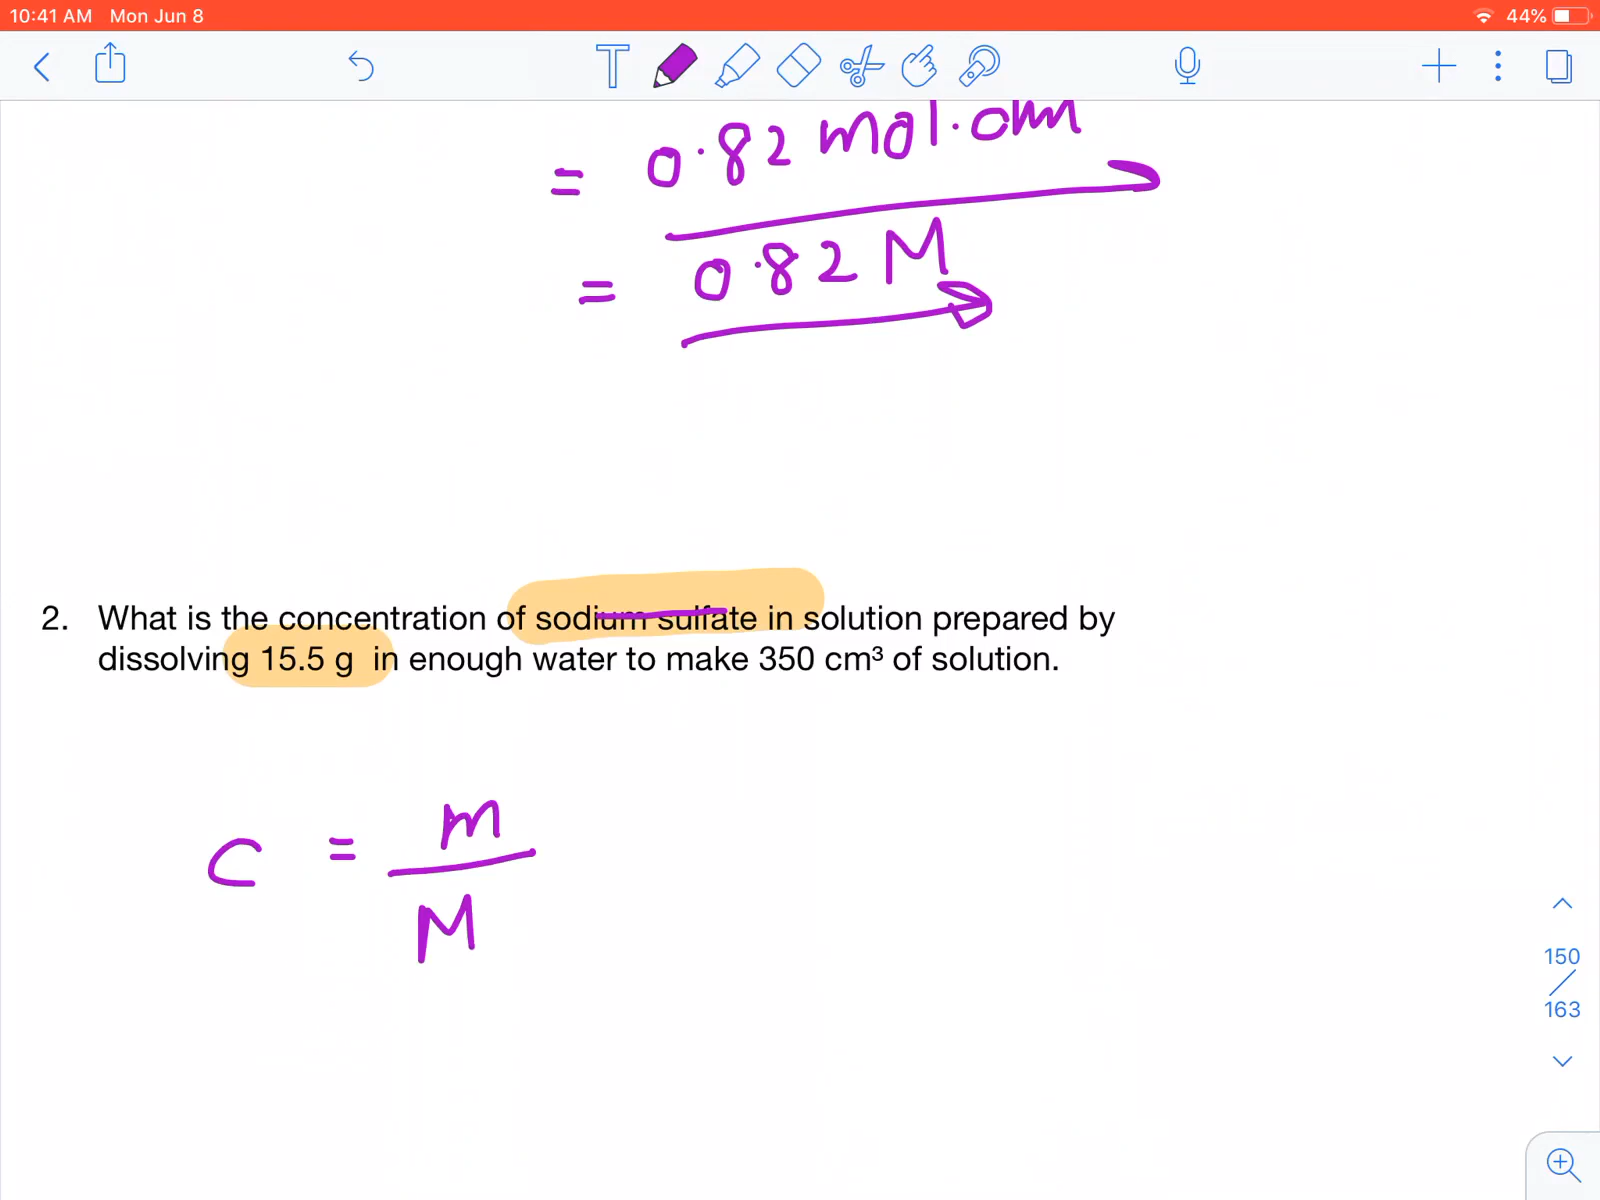 10:41 AM Mon Jun 8 44%
T
= 0.82 mol.dm
= 0.82 M
2. What is the concentration of sodium sulfate in solution prepared by
dissolving 15.5 g in enough water to make 350 cm³ of solution.
c = m
M
150
163